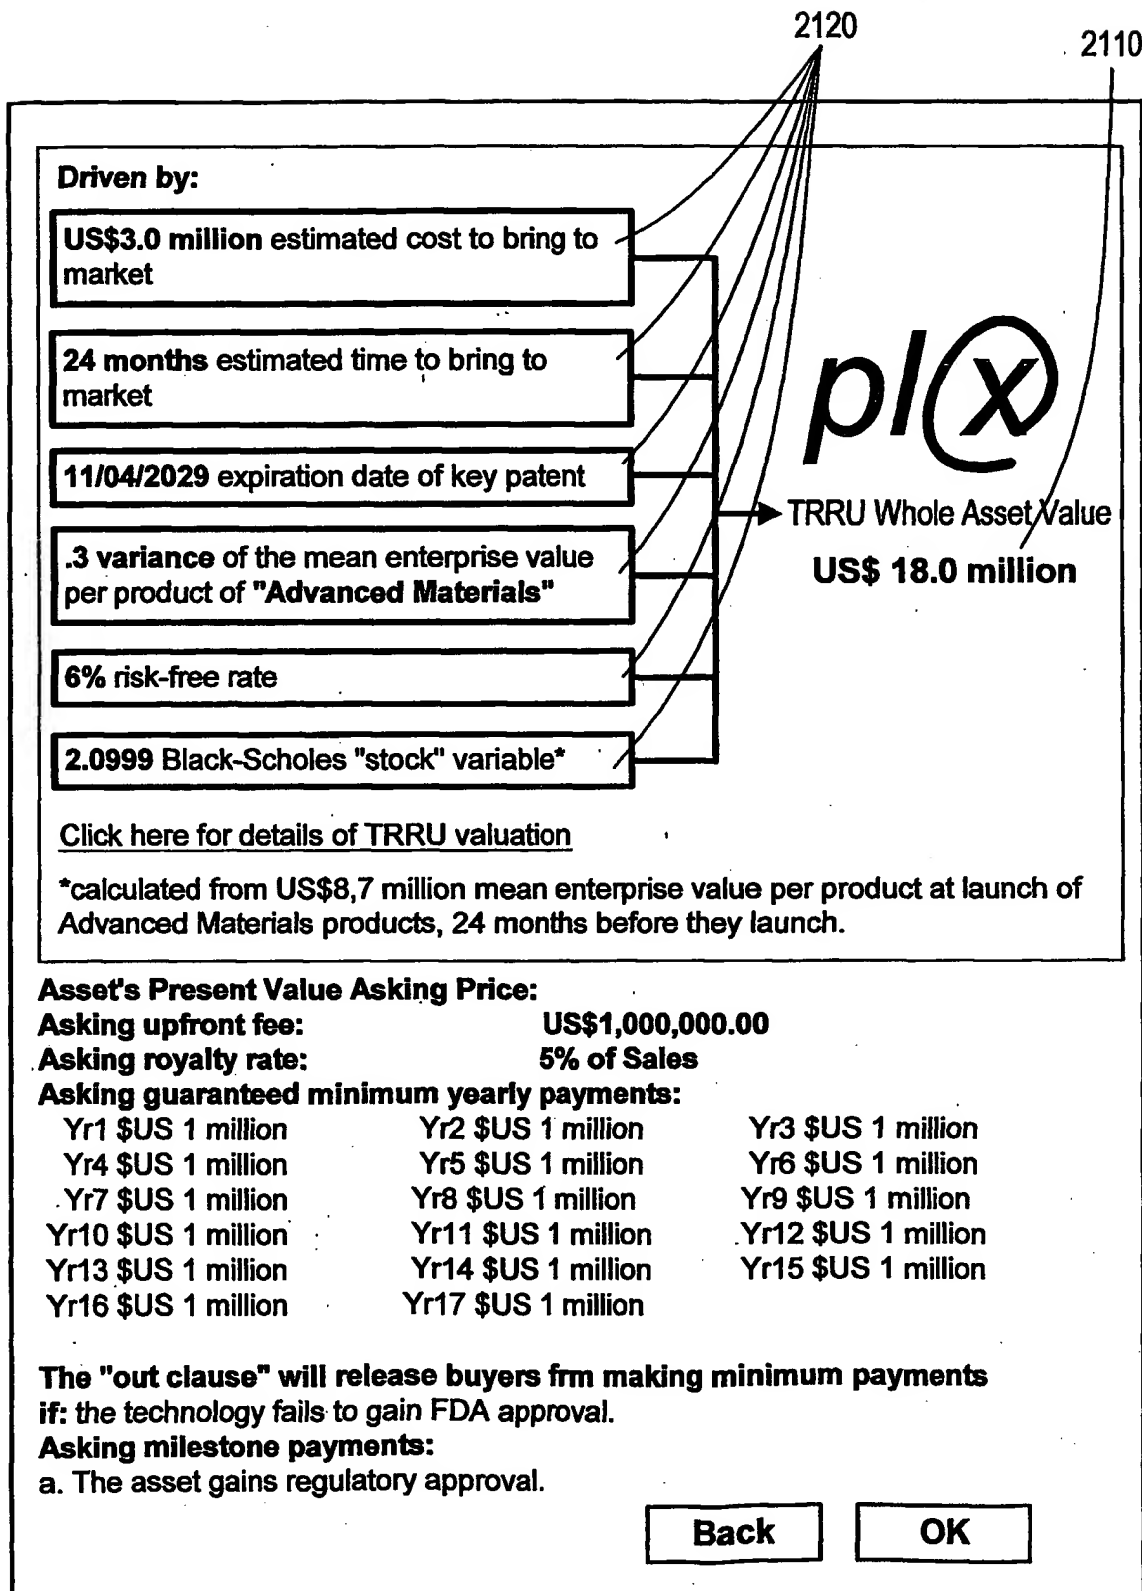 2120
2110
Driven by:
US$3.0 million estimated cost to bring to
market
24 months estimated time to bring to
market
11/04/2029 expiration date of key patent
.3 variance of the mean enterprise value
per product of "Advanced Materials"
6% risk-free rate
2.0999 Black-Scholes "stock" variable*
plx
TRRU Whole Asset Value
US$ 18.0 million
Click here for details of TRRU valuation
*calculated from US$8,7 million mean enterprise value per product at launch of
Advanced Materials products, 24 months before they launch.
Asset's Present Value Asking Price:
Asking upfront fee: US$1,000,000.00
Asking royalty rate: 5% of Sales
Asking guaranteed minimum yearly payments:
Yr1 $US 1 million Yr2 $US 1 million Yr3 $US 1 million
Yr4 $US 1 million Yr5 $US 1 million Yr6 $US 1 million
Yr7 $US 1 million Yr8 $US 1 million Yr9 $US 1 million
Yr10 $US 1 million Yr11 $US 1 million Yr12 $US 1 million
Yr13 $US 1 million Yr14 $US 1 million Yr15 $US 1 million
Yr16 $US 1 million Yr17 $US 1 million
The "out clause" will release buyers frm making minimum payments
if: the technology fails to gain FDA approval.
Asking milestone payments:
a. The asset gains regulatory approval.
Back OK